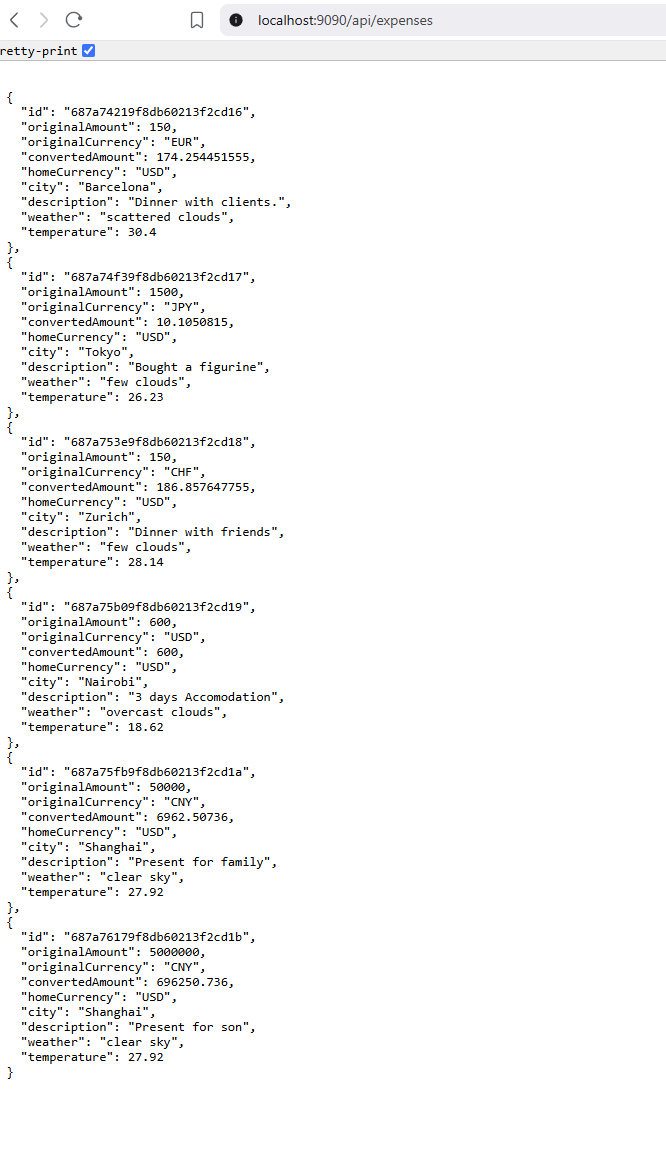 localhost:9090/api/expenses
retty-print
{
  "id": "687a74219f8db60213f2cd16",
  "originalAmount": 150,
  "originalCurrency": "EUR",
  "convertedAmount": 174.254451555,
  "homeCurrency": "USD",
  "city": "Barcelona",
  "description": "Dinner with clients.",
  "weather": "scattered clouds",
  "temperature": 30.4
},
{
  "id": "687a74f39f8db60213f2cd17",
  "originalAmount": 1500,
  "originalCurrency": "JPY",
  "convertedAmount": 10.1050815,
  "homeCurrency": "USD",
  "city": "Tokyo",
  "description": "Bought a figurine",
  "weather": "few clouds",
  "temperature": 26.23
},
{
  "id": "687a753e9f8db60213f2cd18",
  "originalAmount": 150,
  "originalCurrency": "CHF",
  "convertedAmount": 186.857647755,
  "homeCurrency": "USD",
  "city": "Zurich",
  "description": "Dinner with friends",
  "weather": "few clouds",
  "temperature": 28.14
},
{
  "id": "687a75b09f8db60213f2cd19",
  "originalAmount": 600,
  "originalCurrency": "USD",
  "convertedAmount": 600,
  "homeCurrency": "USD",
  "city": "Nairobi",
  "description": "3 days Accomodation",
  "weather": "overcast clouds",
  "temperature": 18.62
},
{
  "id": "687a75fb9f8db60213f2cd1a",
  "originalAmount": 50000,
  "originalCurrency": "CNY",
  "convertedAmount": 6962.50736,
  "homeCurrency": "USD",
  "city": "Shanghai",
  "description": "Present for family",
  "weather": "clear sky",
  "temperature": 27.92
},
{
  "id": "687a76179f8db60213f2cd1b",
  "originalAmount": 5000000,
  "originalCurrency": "CNY",
  "convertedAmount": 696250.736,
  "homeCurrency": "USD",
  "city": "Shanghai",
  "description": "Present for son",
  "weather": "clear sky",
  "temperature": 27.92
}